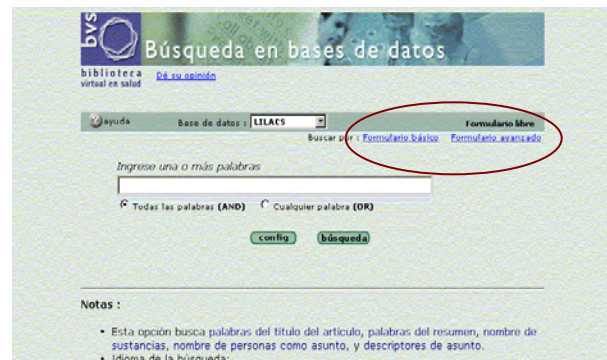 bvs
Búsqueda en bases de datos
biblioteca
virtual en salud
Dé su opinión
ayuda Base de datos : LILACS Formulario libre
Buscar por : Formulario básico Formulario avanzado
Ingrese una o más palabras
Todas las palabras (AND) Cualquier palabra (OR)
config búsqueda
Notas :
• Esta opción busca palabras del título del artículo, palabras del resumen, nombre de
sustancias, nombre de personas como asunto, y descriptores de asunto.
• Idioma de la búsqueda: